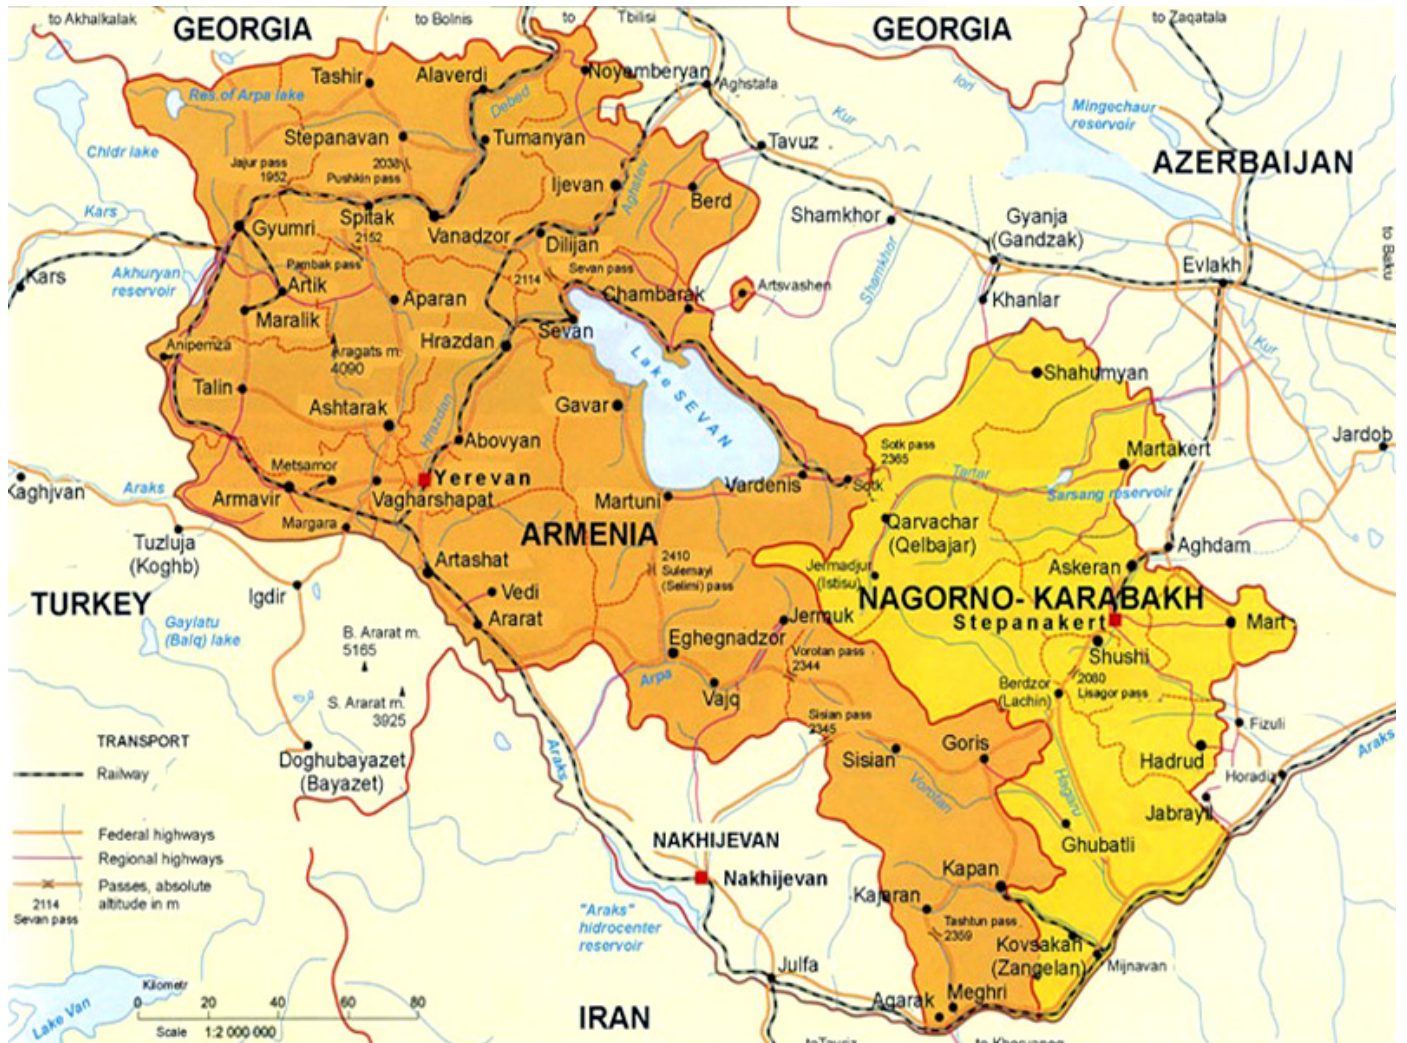 to Akhalkalak
GEORGIA
to Bolnis
to
Tbilisi
GEORGIA
to Zaqatala
Tashir
Alaverdi
Noyemberyan
Aghstafa
Iori
Mingechaur
reservoir
Res.of Arpa lake
Debed
Kur
Stepanavan
Tumanyan
Tavuz
Childr lake
Jajur pass
1952
2038
Pushkin pass
AZERBAIJAN
Ijevan
Aghstev
Berd
Kars
Gyumri
Spitak
2152
Vanadzor
Dilijan
Shamkhor
Gyanja
(Gandzak)
to Baku
Kars
Akhuryan
reservoir
Pambak pass
Artik
Aparan
2114
Sevan pass
Chambarak
Artsvashen
Shamkhor
Khanlar
Evlakh
Maralik
Anipemza
Aragats m.
4090
Hrazdan
Sevan
Kur
Talin
Ashtarak
Hrazdan
Gavar
Lake SEVAN
Shahumyan
Abovyan
Sotk pass
2365
Martakert
Jardob
Metsamor
Yerevan
Kaghjvan
Araks
Armavir
Vagharshapat
Martuni
Vardenis
Sotk
Tartar
Sarsang reservoir
Margara
ARMENIA
Qarvachar
(Qelbajar)
Tuzluja
(Koghb)
Artashat
2410
Sulemayi
(Selimi) pass
Jermadjur
(Istisu)
Askeran
Aghdam
TURKEY
Igdir
Vedi
NAGORNO- KARABAKH
Gaylatu
(Balq) lake
Ararat
Jermuk
Stepanakert
Mart
B. Ararat m.
5165
Eghegnadzor
Vorotan pass
2344
Shushi
Arpa
Vajq
Berdzor
(Lachin)
2080
Lisagor pass
S. Ararat m.
3925
Sisian pass
2345
Fizuli
TRANSPORT
Araks
Goris
Araks
Railway
Doghubayazet
(Bayazet)
Sisian
Vorotan
Hagaru
Hadrud
Horadiz
Jabrayil
Federal highways
NAKHIJEVAN
Ghubatli
Regional highways
Nakhijevan
Kapan
Passes, absolute
altitude in m
2114
Sevan pass
Kajaran
"Araks"
hidrocenter
reservoir
Tashtun pass
2359
Kovsakan
(Zangelan)
Mijnavan
Julfa
Kilometr
0 20 40 60 80
Scale 1:2 000 000
Lake Van
IRAN
Agarak
Meghri
to Tavriz